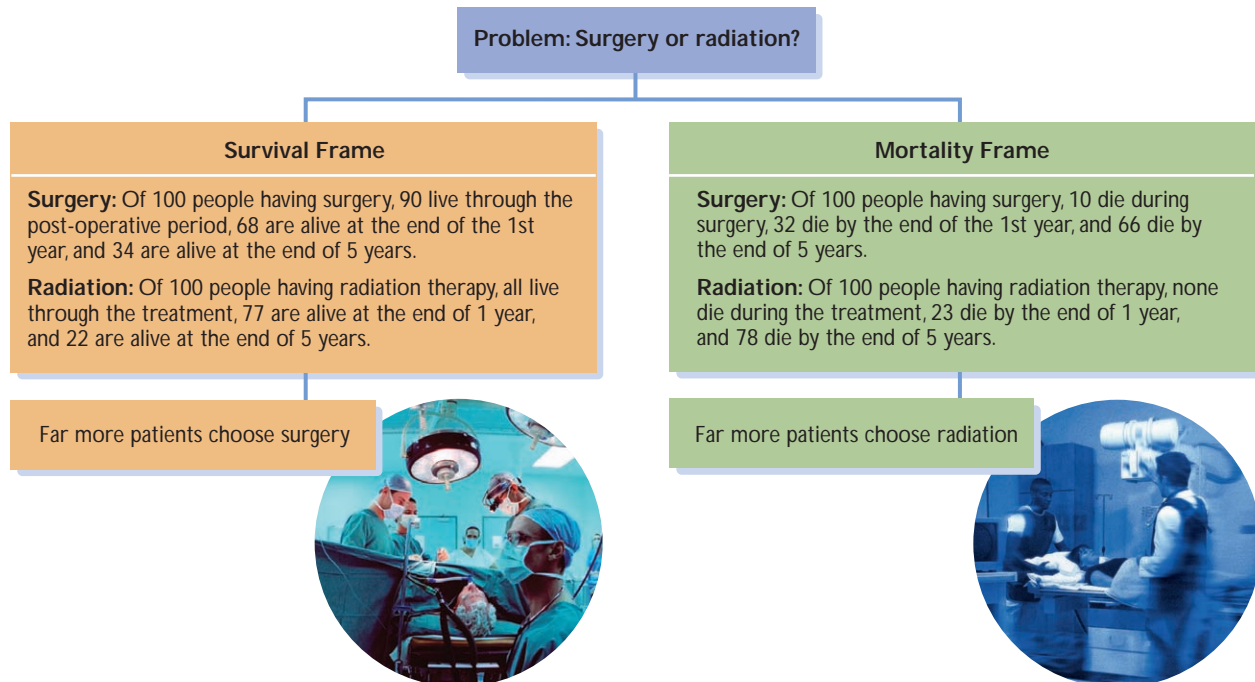 Problem: Surgery or radiation?
Survival Frame
Surgery: Of 100 people having surgery, 90 live through the
post-operative period, 68 are alive at the end of the 1st
year, and 34 are alive at the end of 5 years.
Radiation: Of 100 people having radiation therapy, all live
through the treatment, 77 are alive at the end of 1 year,
and 22 are alive at the end of 5 years.
Far more patients choose surgery
Mortality Frame
Surgery: Of 100 people having surgery, 10 die during
surgery, 32 die by the end of the 1st year, and 66 die by
the end of 5 years.
Radiation: Of 100 people having radiation therapy, none
die during the treatment, 23 die by the end of 1 year,
and 78 die by the end of 5 years.
Far more patients choose radiation